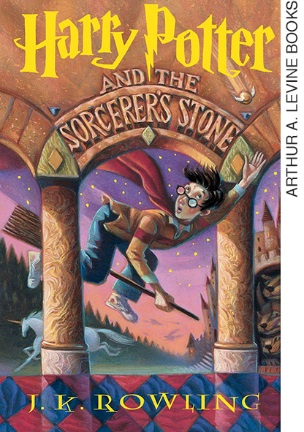 Harry Potter
AND THE
SORCERER'S STONE
J. K. ROWLING
ARTHUR A. LEVINE BOOKS